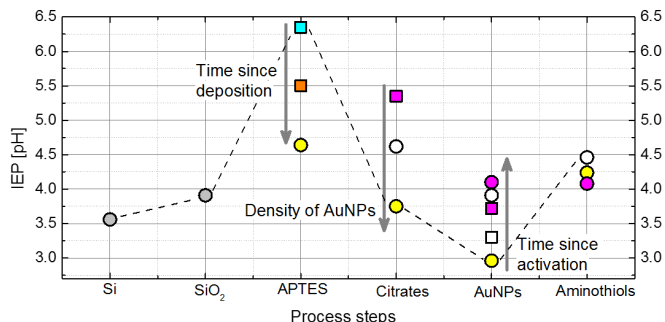 6.5 6.5
6.0 6.0
5.5 5.5
5.0 5.0
4.5 4.5
4.0 4.0
3.5 3.5
3.0 3.0
IEP [pH]
Time since
deposition
Density of AuNPs
Time since
activation
Si SiO₂ APTES Citrates AuNPs Aminothiols
Process steps